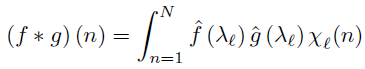 (f ∗ g) (n) = ∫_{n=1}^{N} f̂ (λ_ℓ) ĝ (λ_ℓ) χ_ℓ(n)